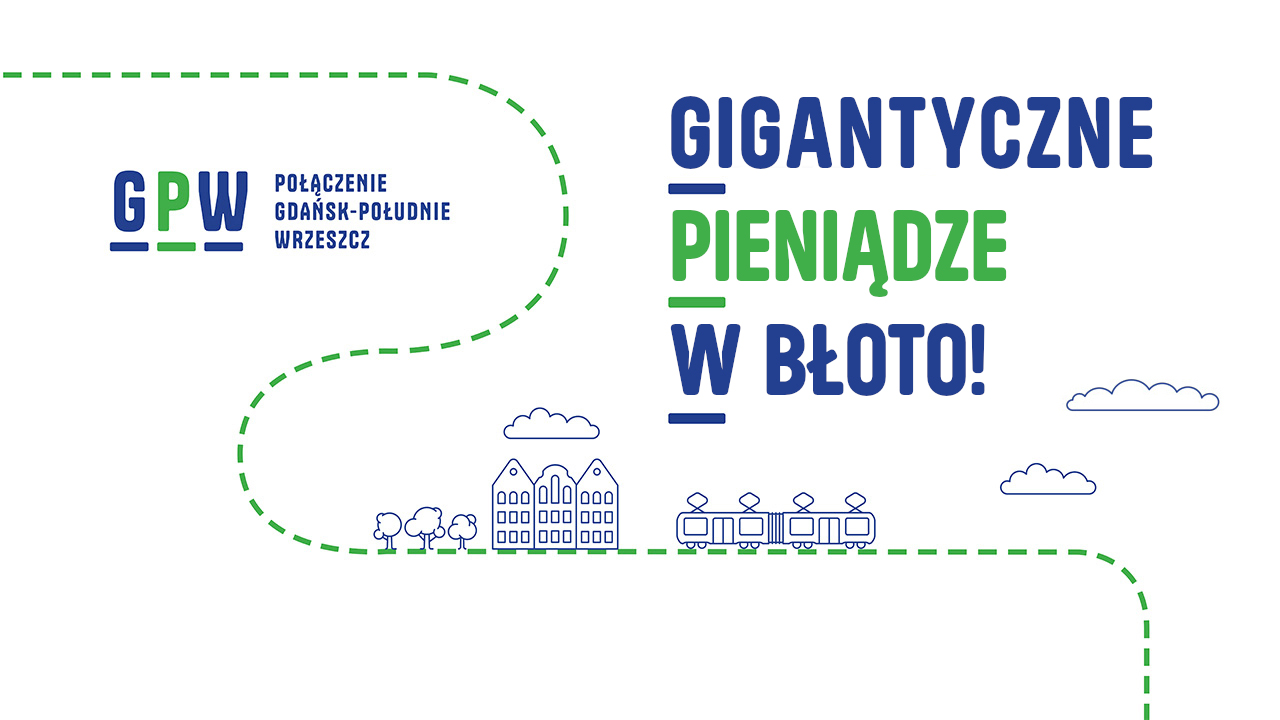 GPW
POŁĄCZENIE
GDAŃSK-POŁUDNIE
WRZESZCZ
GIGANTYCZNE
PIENIĄDZE
W BŁOTO!